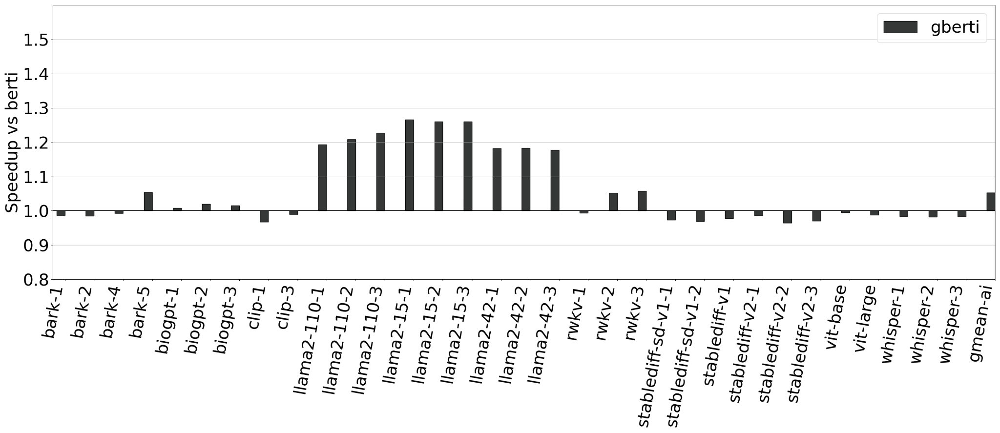 gberti
Speedup vs berti
1.5
1.4
1.3
1.2
1.1
1.0
0.9
0.8
bark-1
bark-2
bark-4
bark-5
biogpt-1
biogpt-2
biogpt-3
clip-1
clip-3
llama2-110-1
llama2-110-2
llama2-110-3
llama2-15-1
llama2-15-2
llama2-15-3
llama2-42-1
llama2-42-2
llama2-42-3
rwkv-1
rwkv-2
rwkv-3
stablediff-sd-v1-1
stablediff-sd-v1-2
stablediff-v1
stablediff-v2-1
stablediff-v2-2
stablediff-v2-3
vit-base
vit-large
whisper-1
whisper-2
whisper-3
gmean-ai